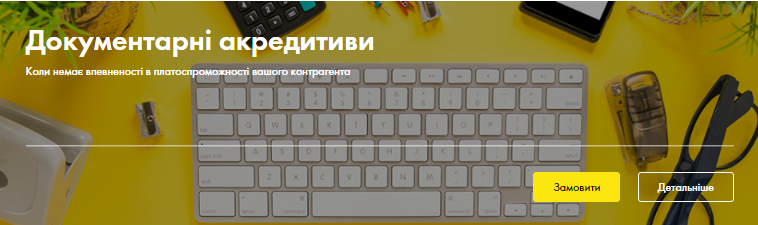 Документарні акредитиви
Коли немає впевненості в платоспроможності вашого контрагента
Замовити
Детальніше